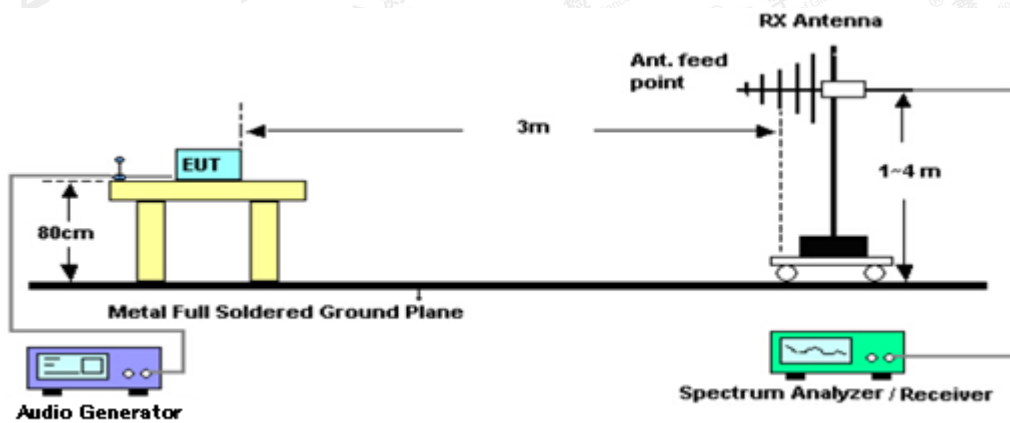 RX Antenna
Ant. feed
point
3m
EUT
1~4 m
80cm
Metal Full Soldered Ground Plane
Audio Generator
Spectrum Analyzer / Receiver